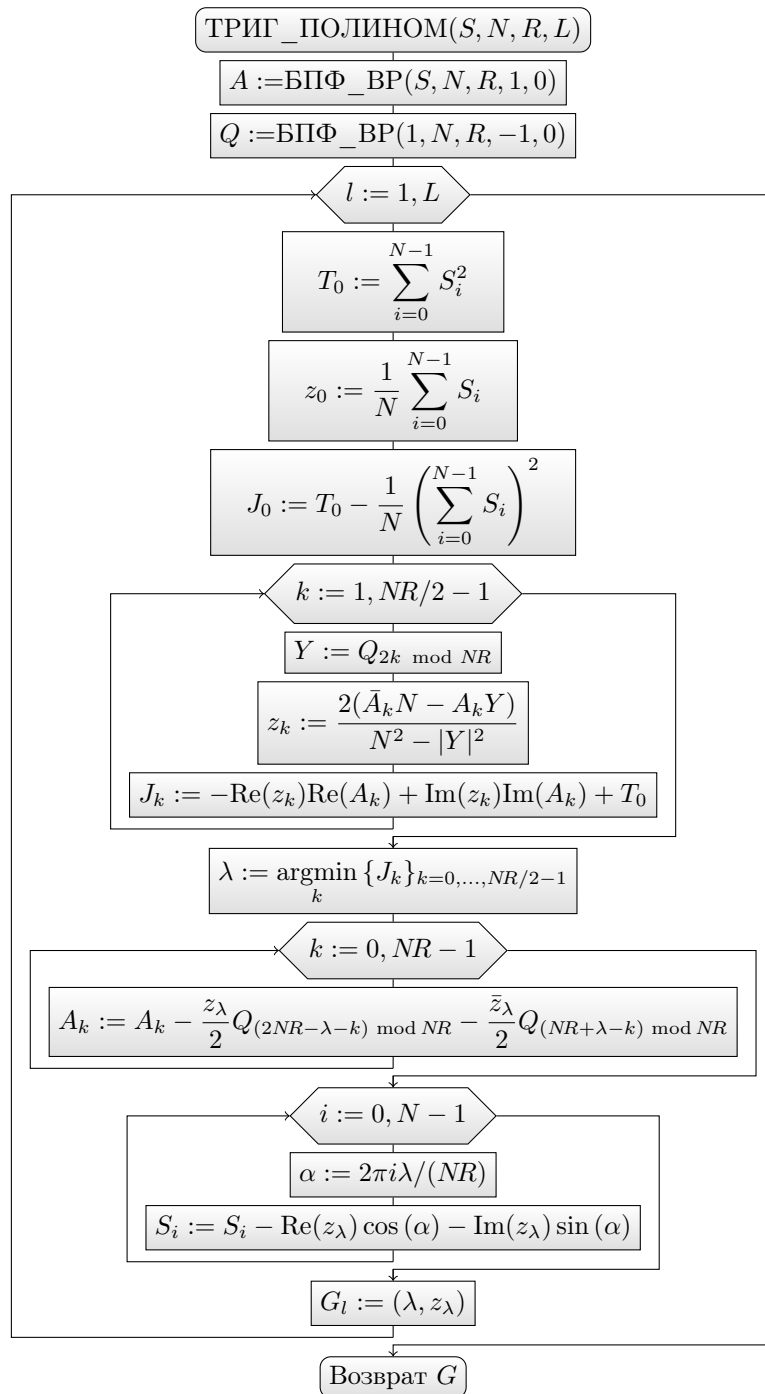 ТРИГ_ПОЛИНОМ(S, N, R, L)
A :=БПФ_ВР(S, N, R, 1, 0)
Q :=БПФ_ВР(1, N, R, −1, 0)
l := 1, L
T_0 := \sum_{i=0}^{N−1} S_i^2
z_0 := \frac{1}{N} \sum_{i=0}^{N−1} S_i
J_0 := T_0 − \frac{1}{N} \left( \sum_{i=0}^{N−1} S_i \right)^2
k := 1, NR/2 − 1
Y := Q_{2k mod NR}
z_k := \frac{2(\bar{A}_k N − A_k Y)}{N^2 − |Y|^2}
J_k := −Re(z_k)Re(A_k) + Im(z_k)Im(A_k) + T_0
λ := argmin_k {J_k}_{k=0,...,NR/2−1}
k := 0, NR − 1
A_k := A_k − \frac{z_λ}{2} Q_{(2NR−λ−k) mod NR} − \frac{\bar{z}_λ}{2} Q_{(NR+λ−k) mod NR}
i := 0, N − 1
α := 2πiλ/(NR)
S_i := S_i − Re(z_λ) cos (α) − Im(z_λ) sin (α)
G_l := (λ, z_λ)
Возврат G